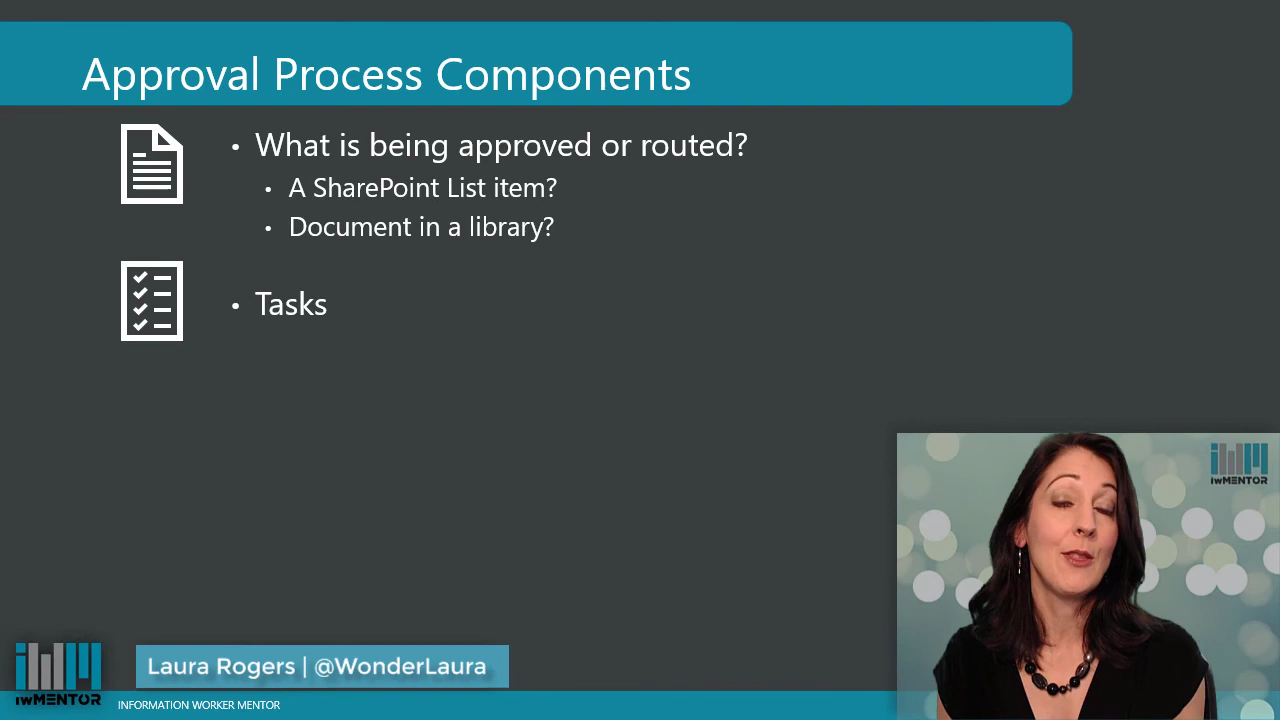 Approval Process Components
• What is being approved or routed?
• A SharePoint List item?
• Document in a library?
• Tasks
iwMENTOR
Laura Rogers | @WonderLaura
iwMENTOR
INFORMATION WORKER MENTOR